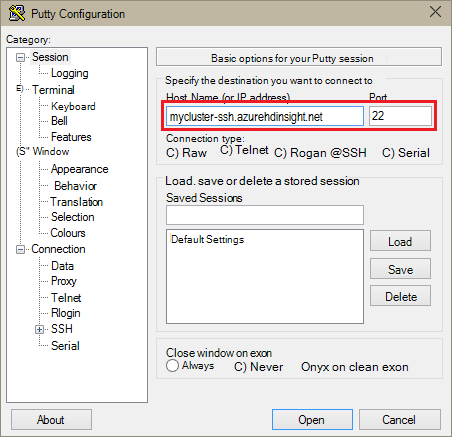 Putty Configuration
Category:
Session
Logging
E) Terminal
Keyboard
Bell
Features
(S" Window
Appearance
Behavior
Translation
Selection
Colours
Connection
Data
Proxy
Telnet
Rlogin
SSH
Serial
Basic options for your Putty session
Specify the destination you want to connect to
Host Name (or IP address) Port
mycluster-ssh.azurehdinsight.net 22
Connection type:
C) Raw C) Telnet C) Rogan @SSH C) Serial
Load. save or delete a stored session
Saved Sessions
Default Settings
Load
Save
Delete
Close window on exon
Always C) Never Onyx on clean exon
About Open Cancel